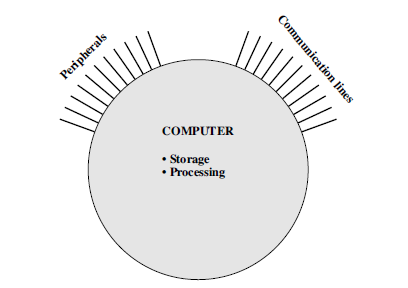 Peripherals
Communication lines
COMPUTER
• Storage
• Processing